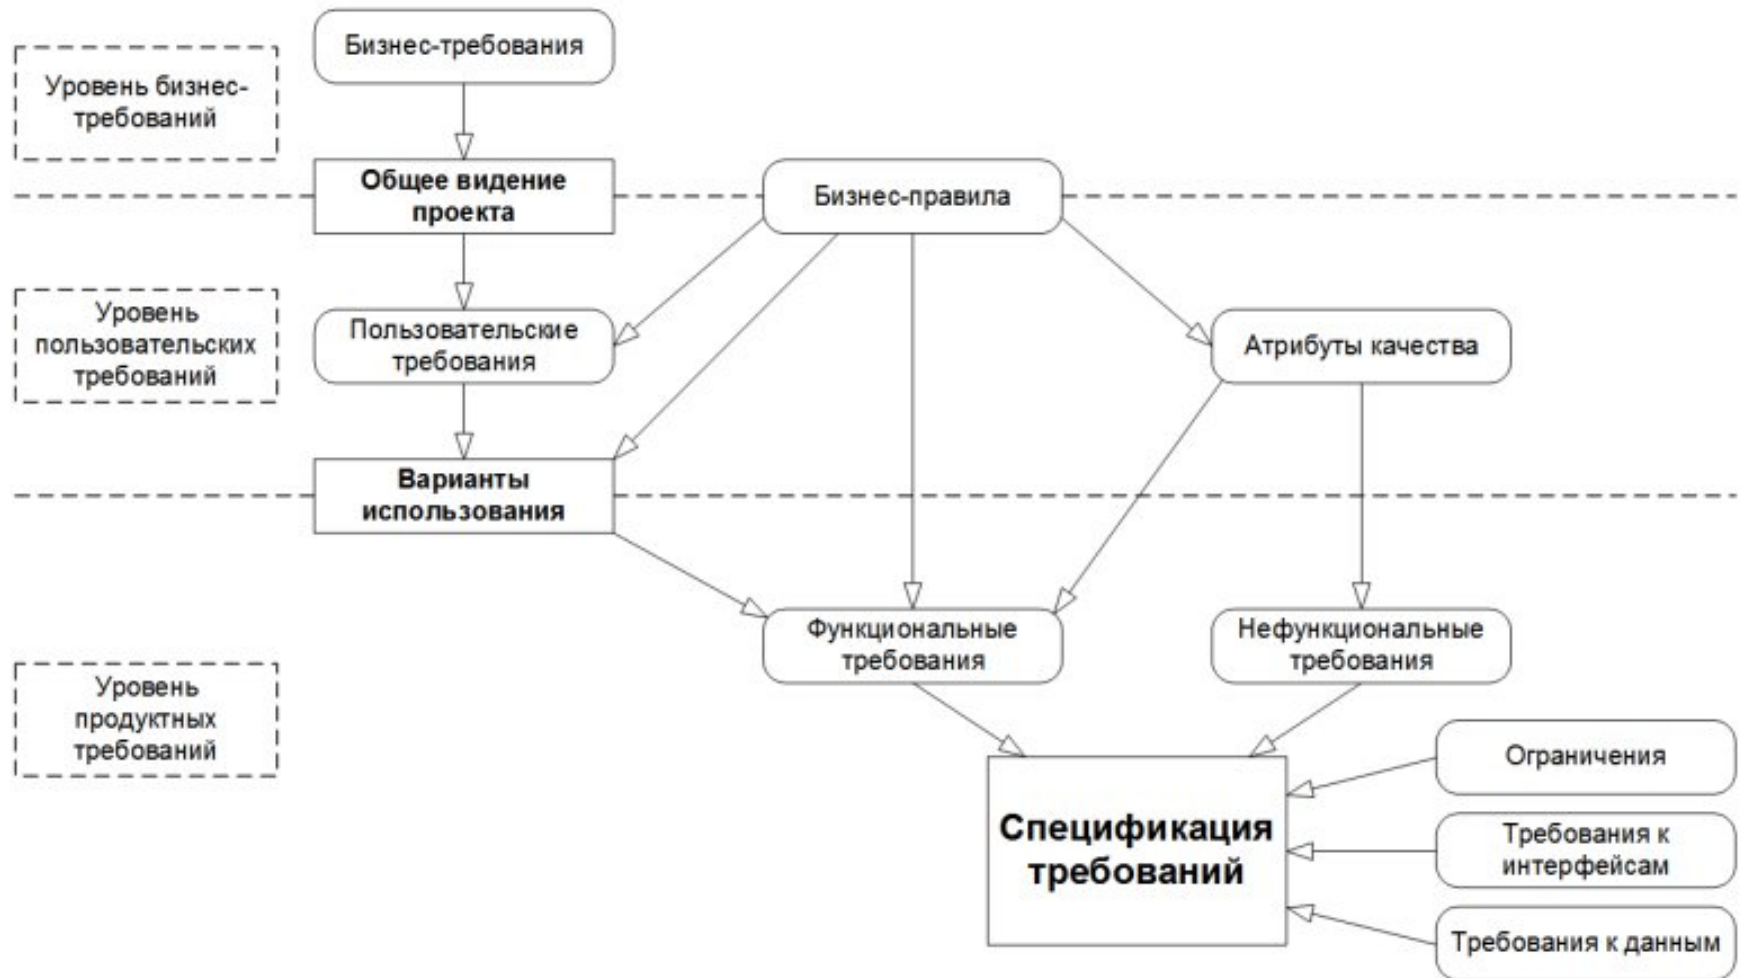 Бизнес-требования
Уровень бизнес-
требований
Общее видение
проекта
Бизнес-правила
Уровень
пользовательских
требований
Пользовательские
требования
Атрибуты качества
Варианты
использования
Функциональные
требования
Нефункциональные
требования
Уровень
продуктных
требований
Ограничения
Спецификация
требований
Требования к
интерфейсам
Требования к данным